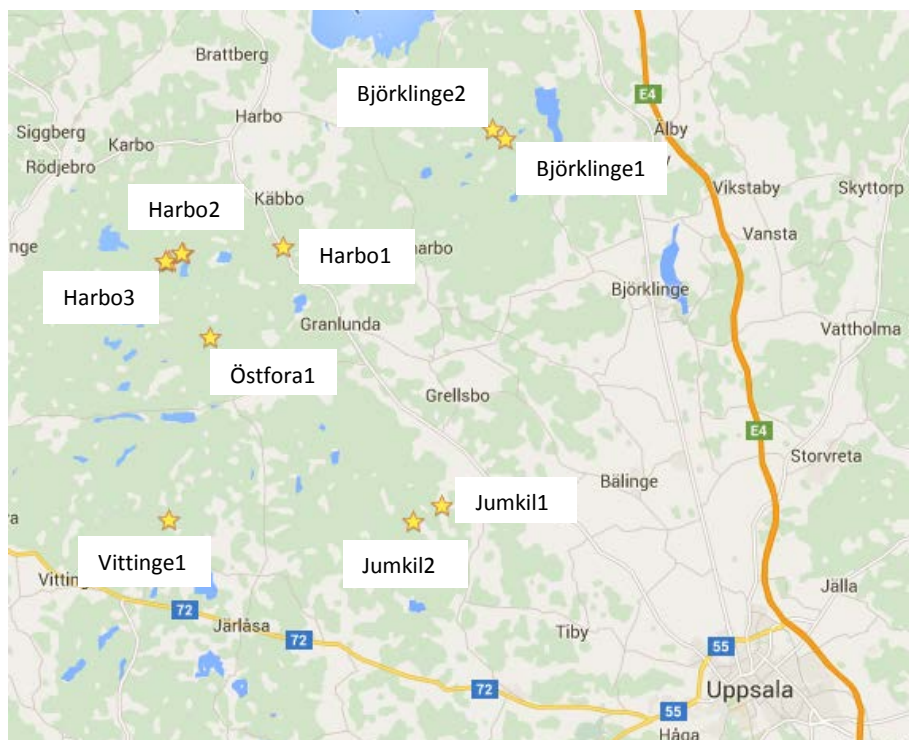 Brattberg
Björklinge2
E4
Harbo
Siggberg
Karbo
Älby
Rödjebro
Björklinge1
Vikstaby
Skyttorp
Käbbo
Harbo2
Vansta
nge
Harbo1
arbo
Harbo3
Björklinge
Granlunda
Vattholma
Östfora1
Grellsbo
E4
Storvreta
Bälinge
Jumkil1
a
Vittinge1
Jumkil2
Vitting
Jälla
72
Järlåsa
72
Tiby
55
72
Uppsala
55
Håga